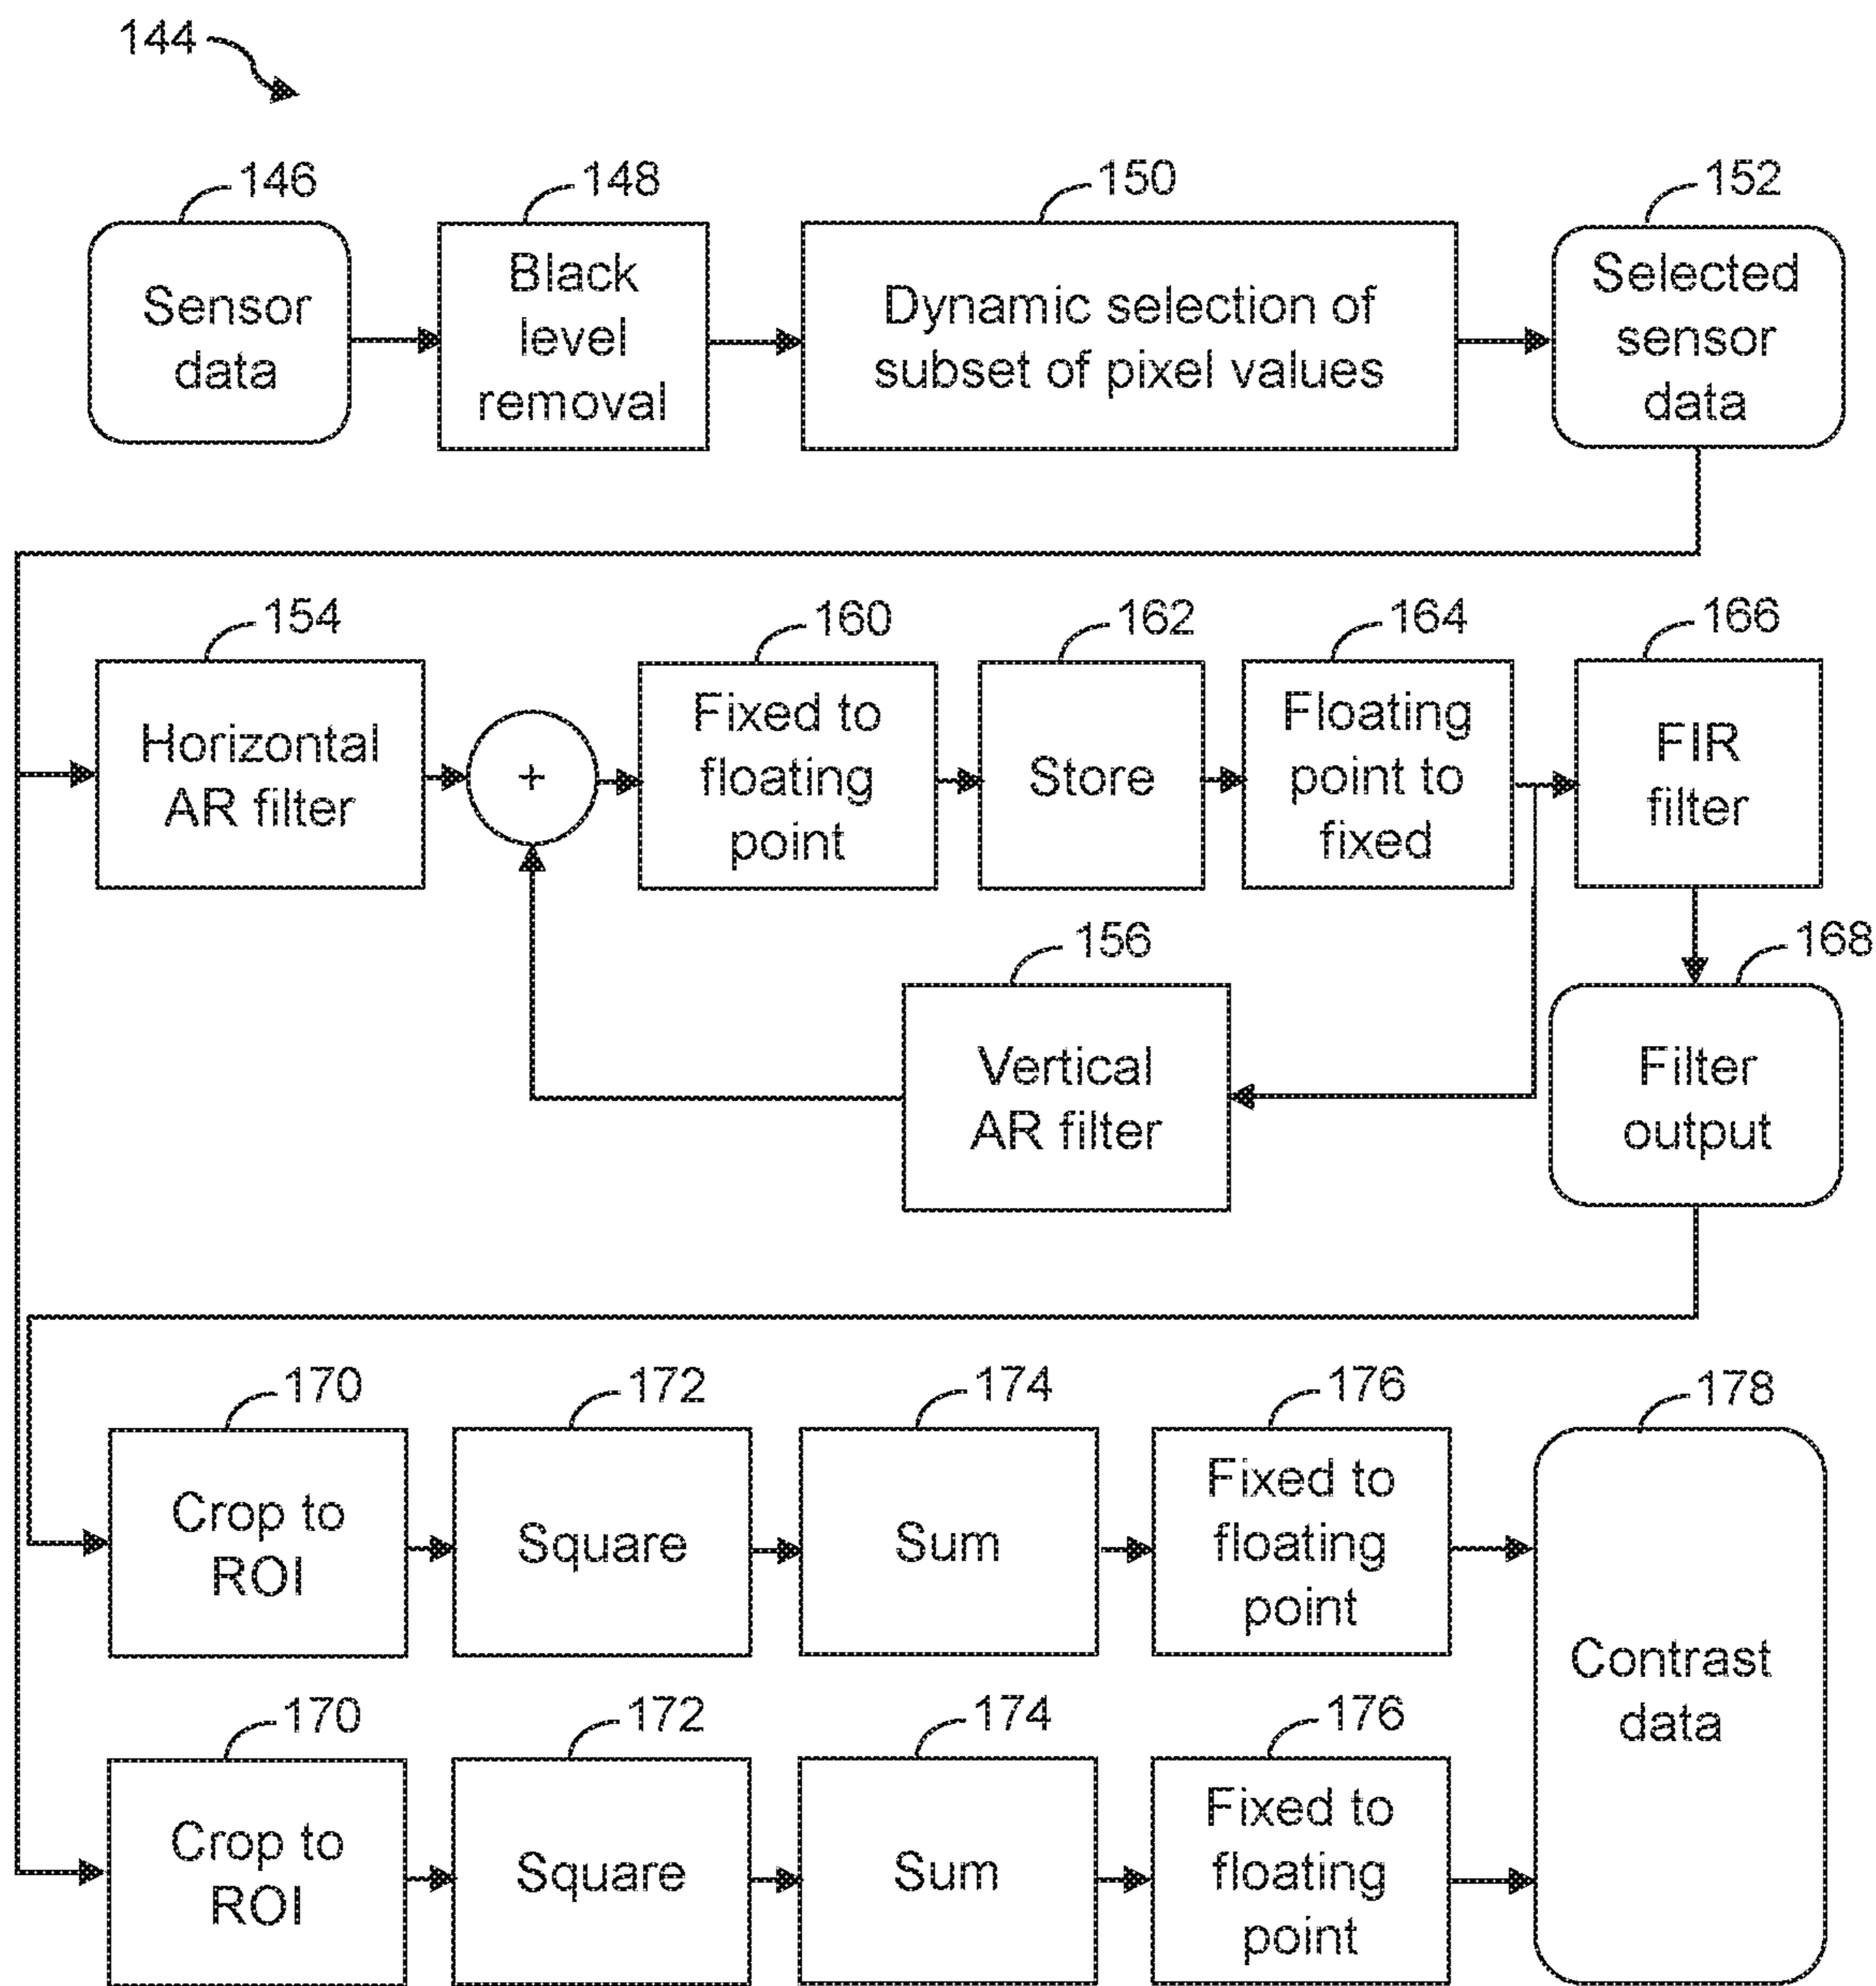 144
146
148
150
152
Sensor
data
Black
level
removal
Dynamic selection of
subset of pixel values
Selected
sensor
data
154
160
162
164
166
Horizontal
AR filter
+
Fixed to
floating
point
Store
Floating
point to
fixed
FIR
filter
156
168
Vertical
AR filter
Filter
output
170
172
174
176
178
Crop to
ROI
Square
Sum
Fixed to
floating
point
Contrast
data
170
172
174
176
Crop to
ROI
Square
Sum
Fixed to
floating
point